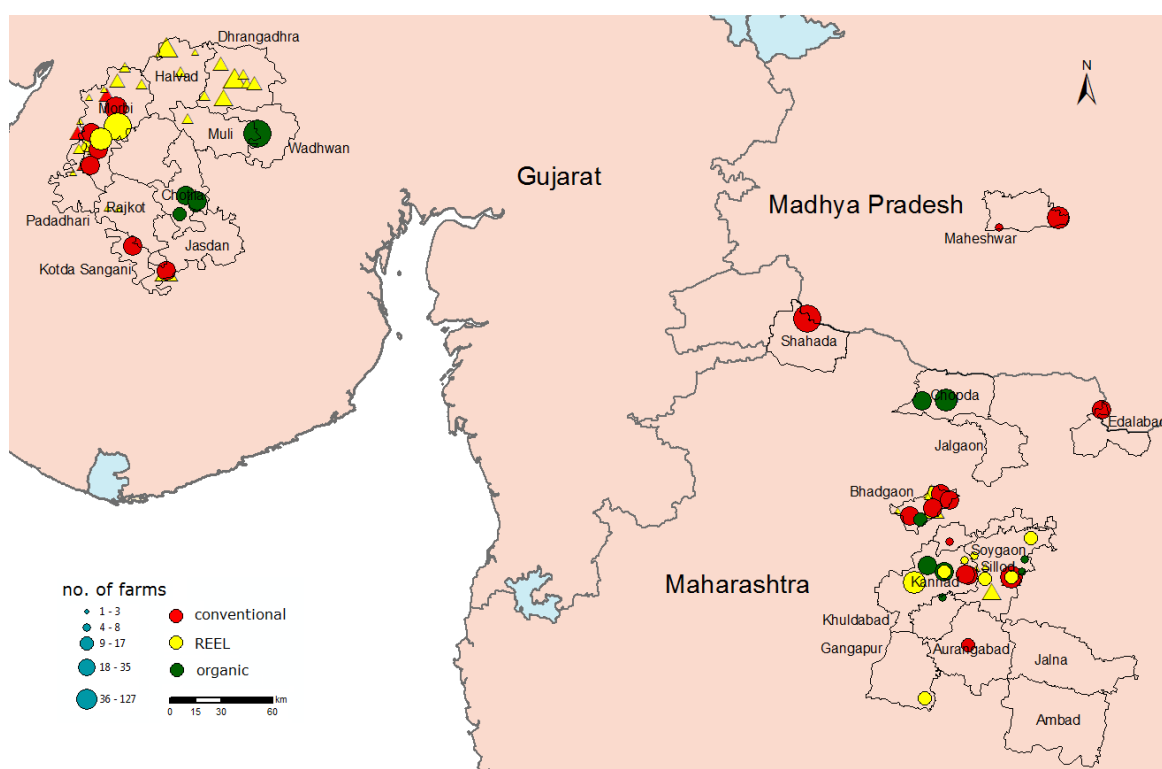 Dhrangadhra
Halvad
Morbi
Muli
Wadhwan
Gujarat
N
Madhya Pradesh
Maheshwar
Padadhari
Rajkot
Jasdan
Kotda Sangani
Shahada
Chopda
Edalabad
Jalgaon
Bhadgaon
Soygaon
Sillod
Kannad
Maharashtra
Khuldabad
Gangapur
Aurangabad
Jalna
Ambad
no. of farms
1 - 3
4 - 8
9 - 17
18 - 35
36 - 127
conventional
REEL
organic
km
0 15 30 60